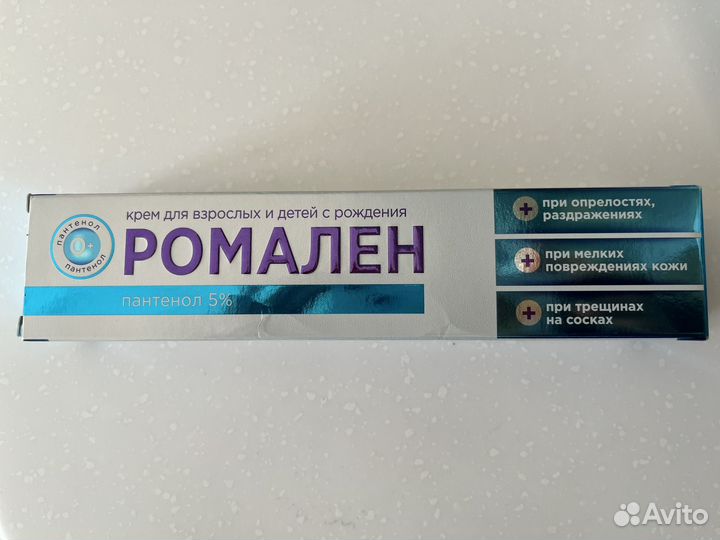 крем для взрослых и детей с рождения
пантенол
0+
пантенол
РОМАЛЕН
пантенол 5%
при опрелостях,
раздражениях
при мелких
повреждениях кожи
при трещинах
на сосках
Avito